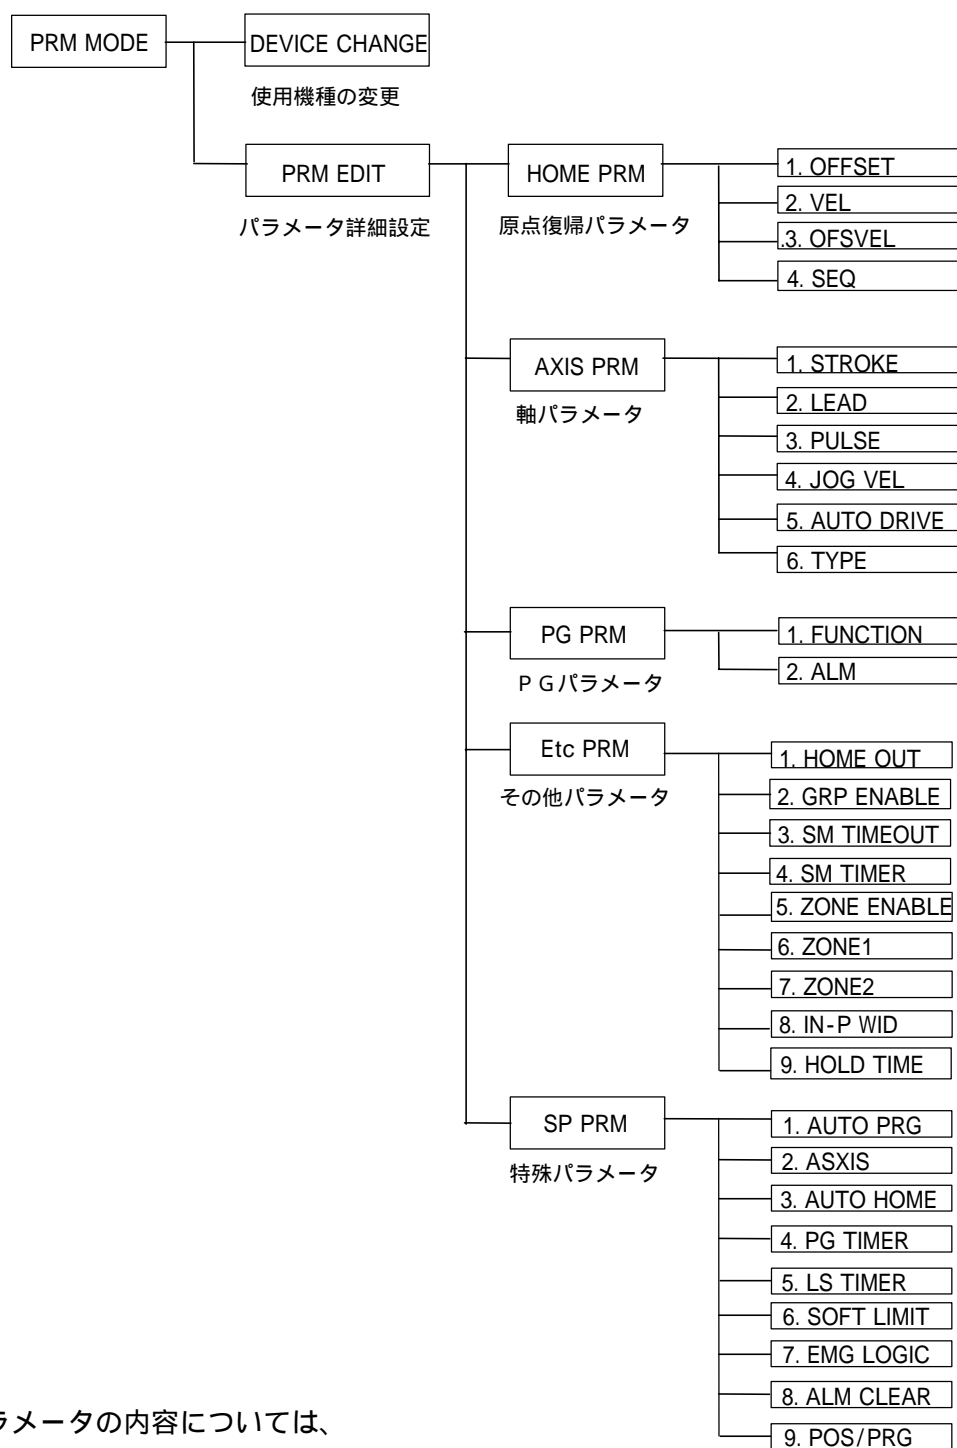 PRM MODE
DEVICE CHANGE
使用機種の変更
PRM EDIT
パラメータ詳細設定
HOME PRM
原点復帰パラメータ
1. OFFSET
2. VEL
.3. OFSVEL
4. SEQ
AXIS PRM
軸パラメータ
1. STROKE
2. LEAD
3. PULSE
4. JOG VEL
5. AUTO DRIVE
6. TYPE
PG PRM
ＰＧパラメータ
1. FUNCTION
2. ALM
Etc PRM
その他パラメータ
1. HOME OUT
2. GRP ENABLE
3. SM TIMEOUT
4. SM TIMER
5. ZONE ENABLE
6. ZONE1
7. ZONE2
8. IN-P WID
9. HOLD TIME
SP PRM
特殊パラメータ
1. AUTO PRG
2. ASXIS
3. AUTO HOME
4. PG TIMER
5. LS TIMER
6. SOFT LIMIT
7. EMG LOGIC
8. ALM CLEAR
9. POS/PRG
ラメータの内容については、